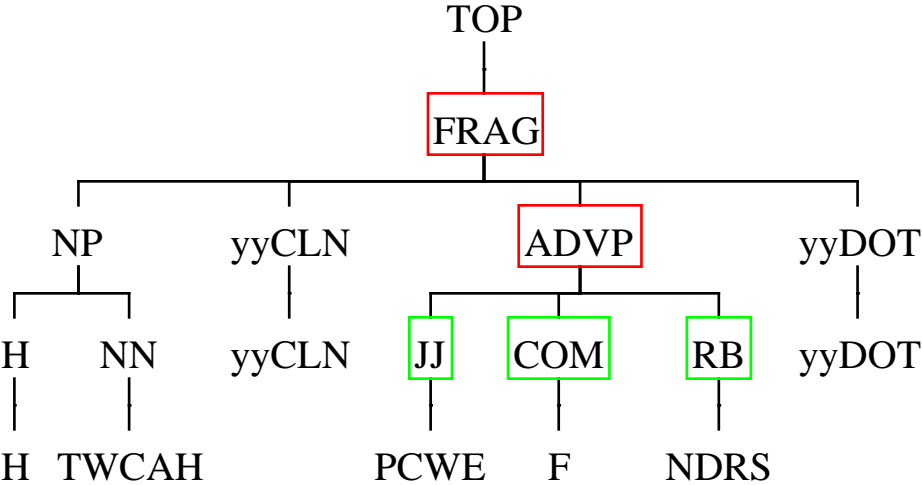 TOP
FRAG
NP yyCLN ADVP yyDOT
H NN yyCLN JJ COM RB yyDOT
H TWCAH PCWE F NDRS